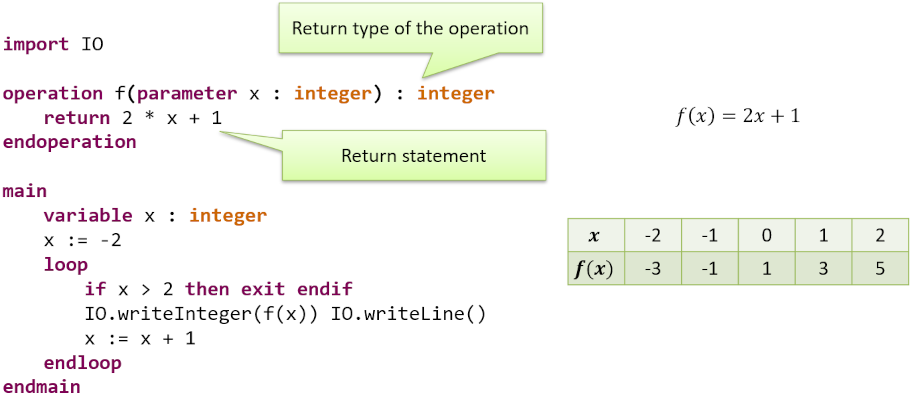 Return type of the operation
import IO
operation f(parameter x : integer) : integer
return 2 * x + 1
endoperation
Return statement
f(x) = 2x + 1
main
variable x : integer
x := -2
loop
if x > 2 then exit endif
IO.writeInteger(f(x)) IO.writeLine()
x := x + 1
endloop
endmain
x -2 -1 0 1 2
f(x) -3 -1 1 3 5